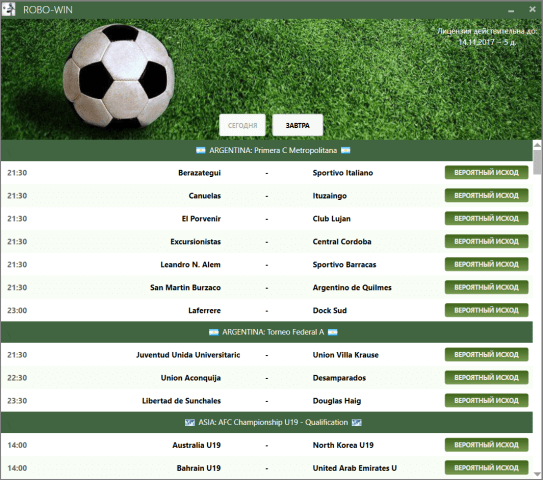 ROBO-WIN
Лицензия действительна до:
14.11.2017 -- 5 д.
СЕГОДНЯ ЗАВТРА
ARGENTINA: Primera C Metropolitana
21:30 Berazategui - Sportivo Italiano ВЕРОЯТНЫЙ ИСХОД
21:30 Canuelas - Ituzaingo ВЕРОЯТНЫЙ ИСХОД
21:30 El Porvenir - Club Lujan ВЕРОЯТНЫЙ ИСХОД
21:30 Excursionistas - Central Cordoba ВЕРОЯТНЫЙ ИСХОД
21:30 Leandro N. Alem - Sportivo Barracas ВЕРОЯТНЫЙ ИСХОД
21:30 San Martin Burzaco - Argentino de Quilmes ВЕРОЯТНЫЙ ИСХОД
23:00 Laferrere - Dock Sud ВЕРОЯТНЫЙ ИСХОД
ARGENTINA: Torneo Federal A
21:30 Juventud Unida Universitaric - Union Villa Krause ВЕРОЯТНЫЙ ИСХОД
22:30 Union Aconquija - Desamparados ВЕРОЯТНЫЙ ИСХОД
23:30 Libertad de Sunchales - Douglas Haig ВЕРОЯТНЫЙ ИСХОД
ASIA: AFC Championship U19 - Qualification
14:00 Australia U19 - North Korea U19 ВЕРОЯТНЫЙ ИСХОД
14:00 Bahrain U19 - United Arab Emirates U ВЕРОЯТНЫЙ ИСХОД